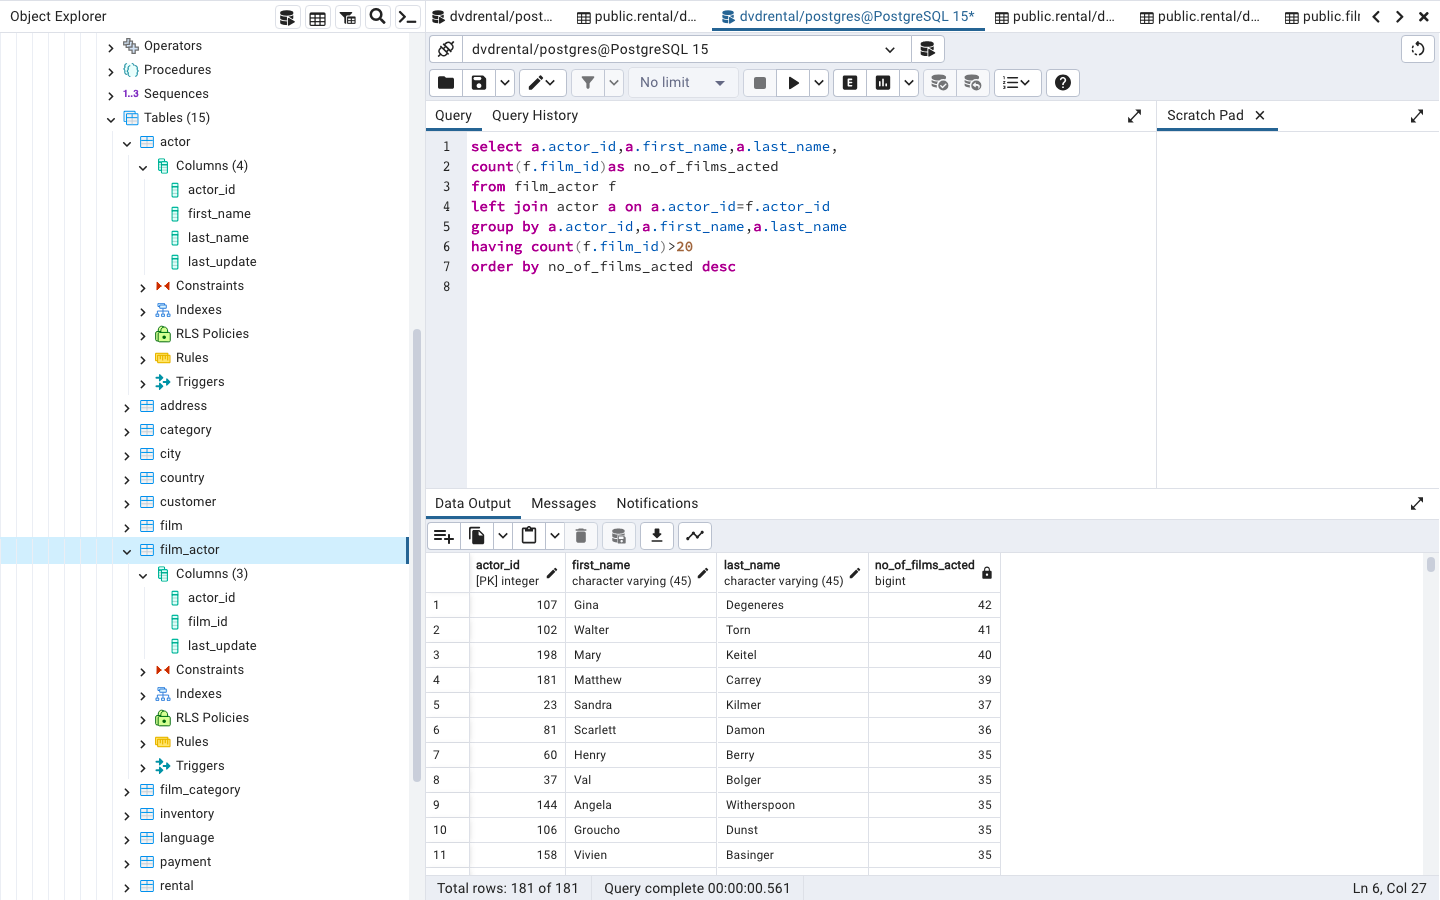 Object Explorer
Operators
Procedures
1..3 Sequences
Tables (15)
actor
Columns (4)
actor_id
first_name
last_name
last_update
Constraints
Indexes
RLS Policies
Rules
Triggers
address
category
city
country
customer
film
film_actor
Columns (3)
actor_id
film_id
last_update
Constraints
Indexes
RLS Policies
Rules
Triggers
film_category
inventory
language
payment
rental
dvdrental/post... public.rental/d... dvdrental/postgres@PostgreSQL 15* public.rental/d... public.rental/d... public.fil
dvdrental/postgres@PostgreSQL 15
No limit E
Query Query History
1 select a.actor_id,a.first_name,a.last_name,
2 count(f.film_id)as no_of_films_acted
3 from film_actor f
4 left join actor a on a.actor_id=f.actor_id
5 group by a.actor_id,a.first_name,a.last_name
6 having count(f.film_id)>20
7 order by no_of_films_acted desc
8
Scratch Pad
Data Output Messages Notifications
actor_id first_name last_name no_of_films_acted
[PK] integer character varying (45) character varying (45) bigint
1 107 Gina Degeneres 42
2 102 Walter Torn 41
3 198 Mary Keitel 40
4 181 Matthew Carrey 39
5 23 Sandra Kilmer 37
6 81 Scarlett Damon 36
7 60 Henry Berry 35
8 37 Val Bolger 35
9 144 Angela Witherspoon 35
10 106 Groucho Dunst 35
11 158 Vivien Basinger 35
Total rows: 181 of 181 Query complete 00:00:00.561 Ln 6, Col 27